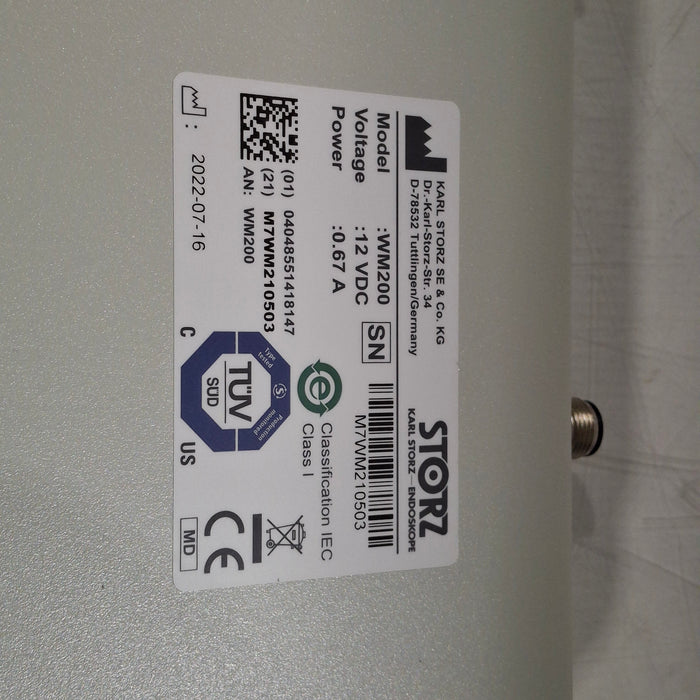 KARL STORZ SE & Co. KG
Dr.-Karl-Storz-Str. 34
D-78532 Tuttlingen/Germany
STORZ
KARL STORZ—ENDOSKOPE
Model :WM200
Voltage :12 VDC
Power :0.67 A
SN
M7WM210503
(01) 04048551418147
(21) M7WM210503
AN: WM200
: 2022-07-16
e
Classification IEC
Class I
Type tested
Production monitored
S
TÜV
SÜD
C US
CE
MD